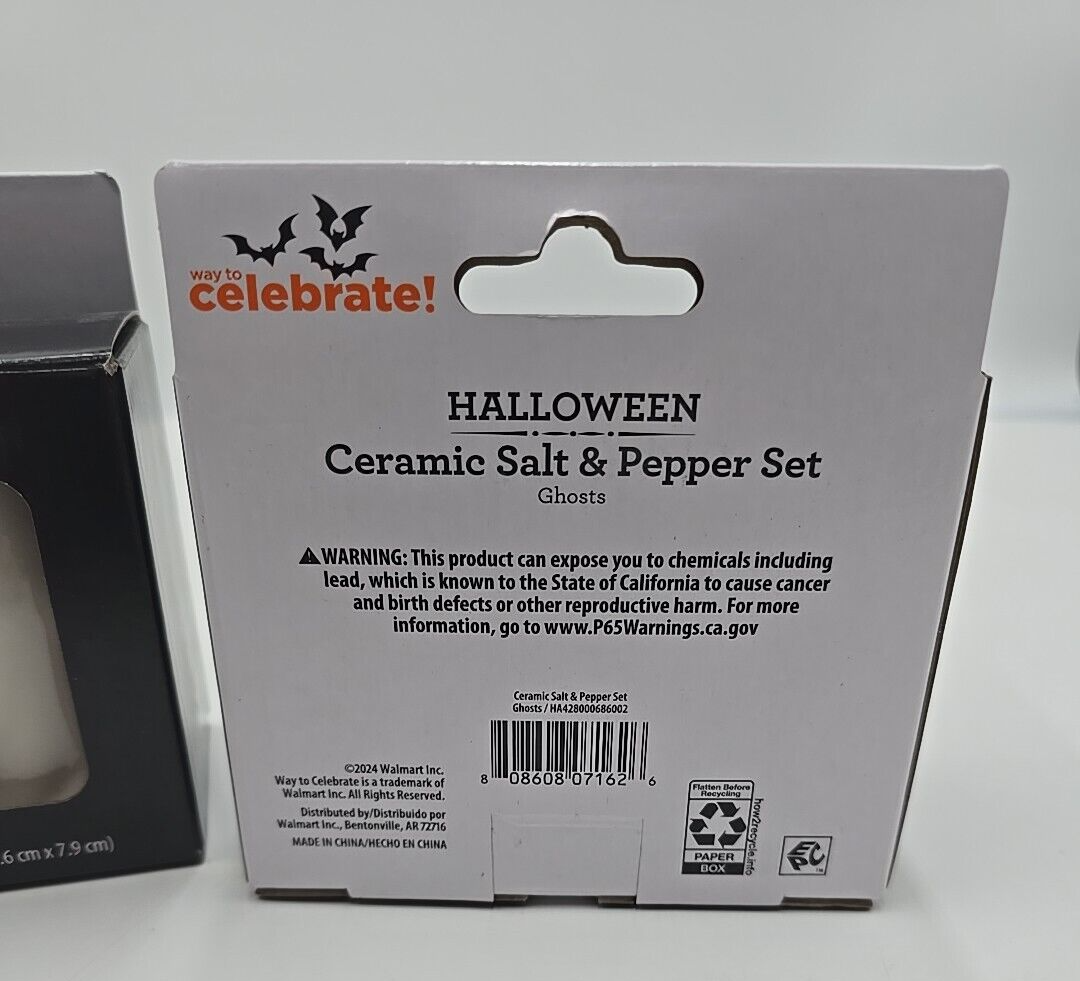 way to
celebrate!
HALLOWEEN
Ceramic Salt & Pepper Set
Ghosts
⚠WARNING: This product can expose you to chemicals including
lead, which is known to the State of California to cause cancer
and birth defects or other reproductive harm. For more
information, go to www.P65Warnings.ca.gov
Ceramic Salt & Pepper Set
Ghosts / HA428000686002
8 08608 07162 6
©2024 Walmart Inc.
Way to Celebrate is a trademark of
Walmart Inc. All Rights Reserved.
Distributed by/Distribuido por
Walmart Inc., Bentonville, AR 72716
MADE IN CHINA/HECHO EN CHINA
Flatten Before
Recycling
PAPER
BOX
how2recycle.info
EPC
TM
.6 cm x 7.9 cm)